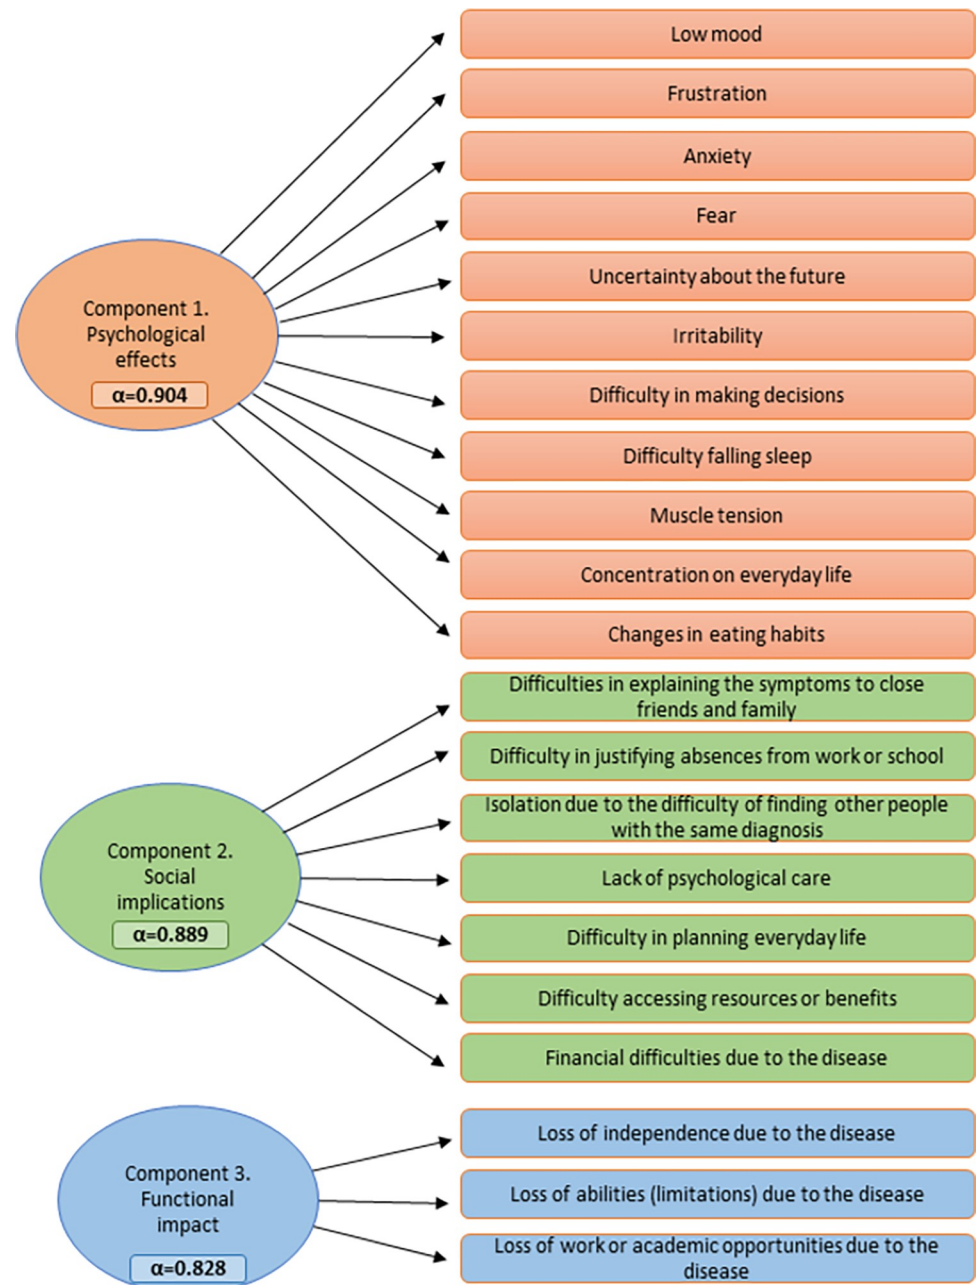 Low mood
Frustration
Anxiety
Fear
Uncertainty about the future
Irritability
Difficulty in making decisions
Difficulty falling sleep
Muscle tension
Concentration on everyday life
Changes in eating habits
Component 1.
Psychological
effects
α=0.904
Difficulties in explaining the symptoms to close
friends and family
Difficulty in justifying absences from work or school
Isolation due to the difficulty of finding other people
with the same diagnosis
Lack of psychological care
Difficulty in planning everyday life
Difficulty accessing resources or benefits
Financial difficulties due to the disease
Component 2.
Social
implications
α=0.889
Loss of independence due to the disease
Loss of abilities (limitations) due to the disease
Loss of work or academic opportunities due to the
disease
Component 3.
Functional
impact
α=0.828